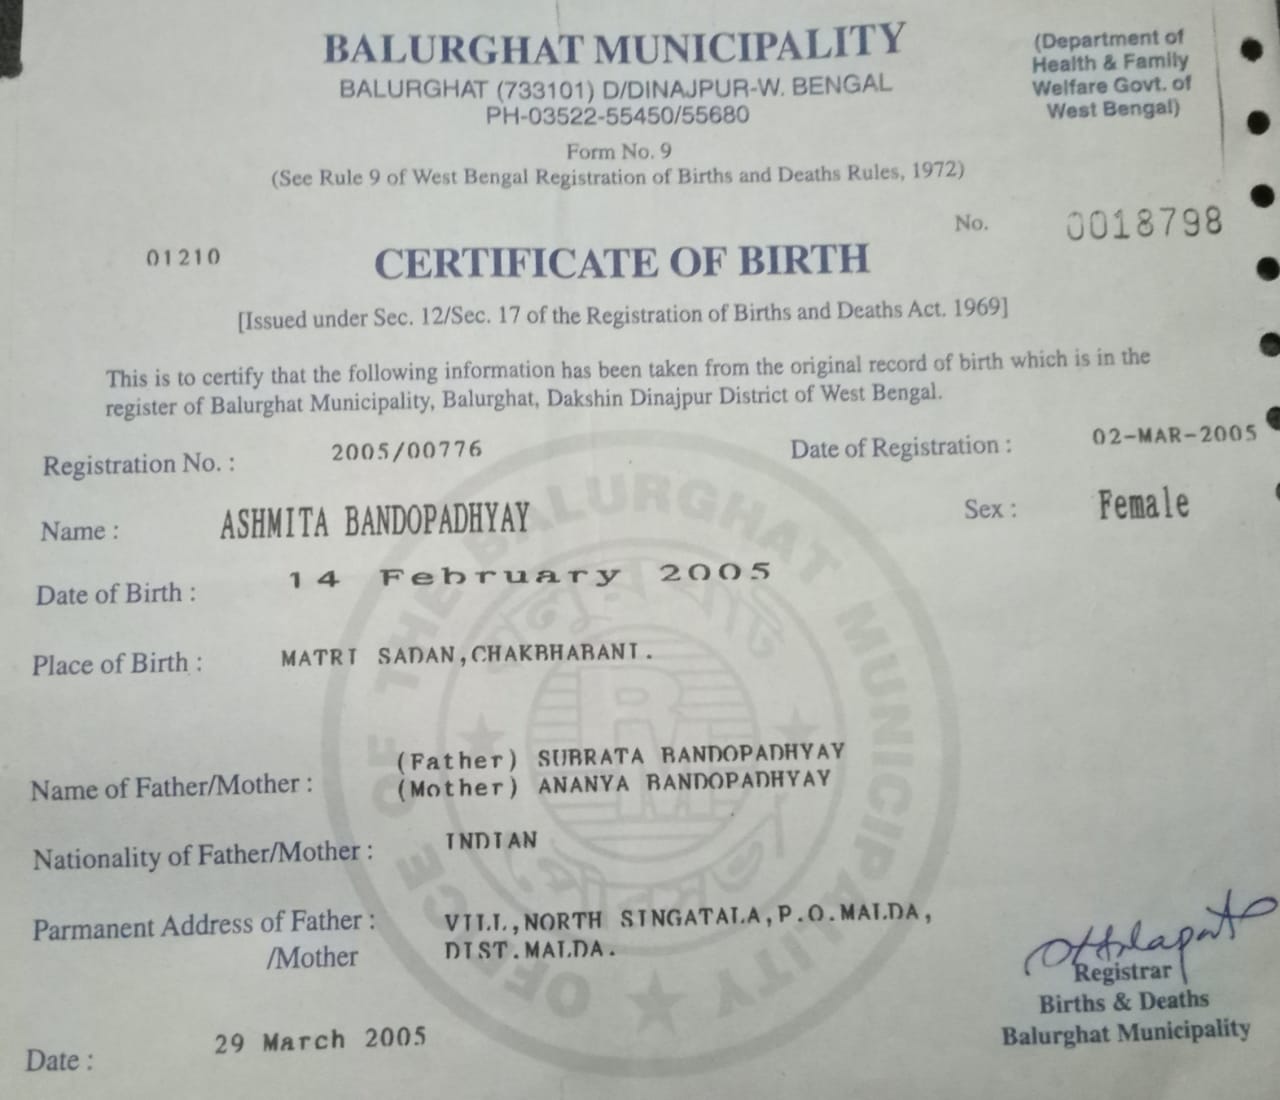 BALURGHAT MUNICIPALITY
BALURGHAT (733101) D/DINAJPUR-W. BENGAL
PH-03522-55450/55680
(Department of
Health & Family
Welfare Govt. of
West Bengal)
Form No. 9
(See Rule 9 of West Bengal Registration of Births and Deaths Rules, 1972)
No. 0018798
01210
CERTIFICATE OF BIRTH
[Issued under Sec. 12/Sec. 17 of the Registration of Births and Deaths Act. 1969]
This is to certify that the following information has been taken from the original record of birth which is in the
register of Balurghat Municipality, Balurghat, Dakshin Dinajpur District of West Bengal.
Registration No. : 2005/00776 Date of Registration : 02-MAR-2005
Name : ASHMITA BANDOPADHYAY Sex : Female
Date of Birth : 14 February 2005
Place of Birth : MATRI SADAN,CHAKBHABANI.
(Father) SUBRATA BANDOPADHYAY
Name of Father/Mother : (Mother) ANANYA BANDOPADHYAY
Nationality of Father/Mother : INDIAN
Parmanent Address of Father : VILL,NORTH SINGATALA,P.O.MALDA,
/Mother DIST.MALDA.
Registrar
Births & Deaths
Balurghat Municipality
Date : 29 March 2005
OFFICE OF THE BALURGHAT MUNICIPALITY
BM